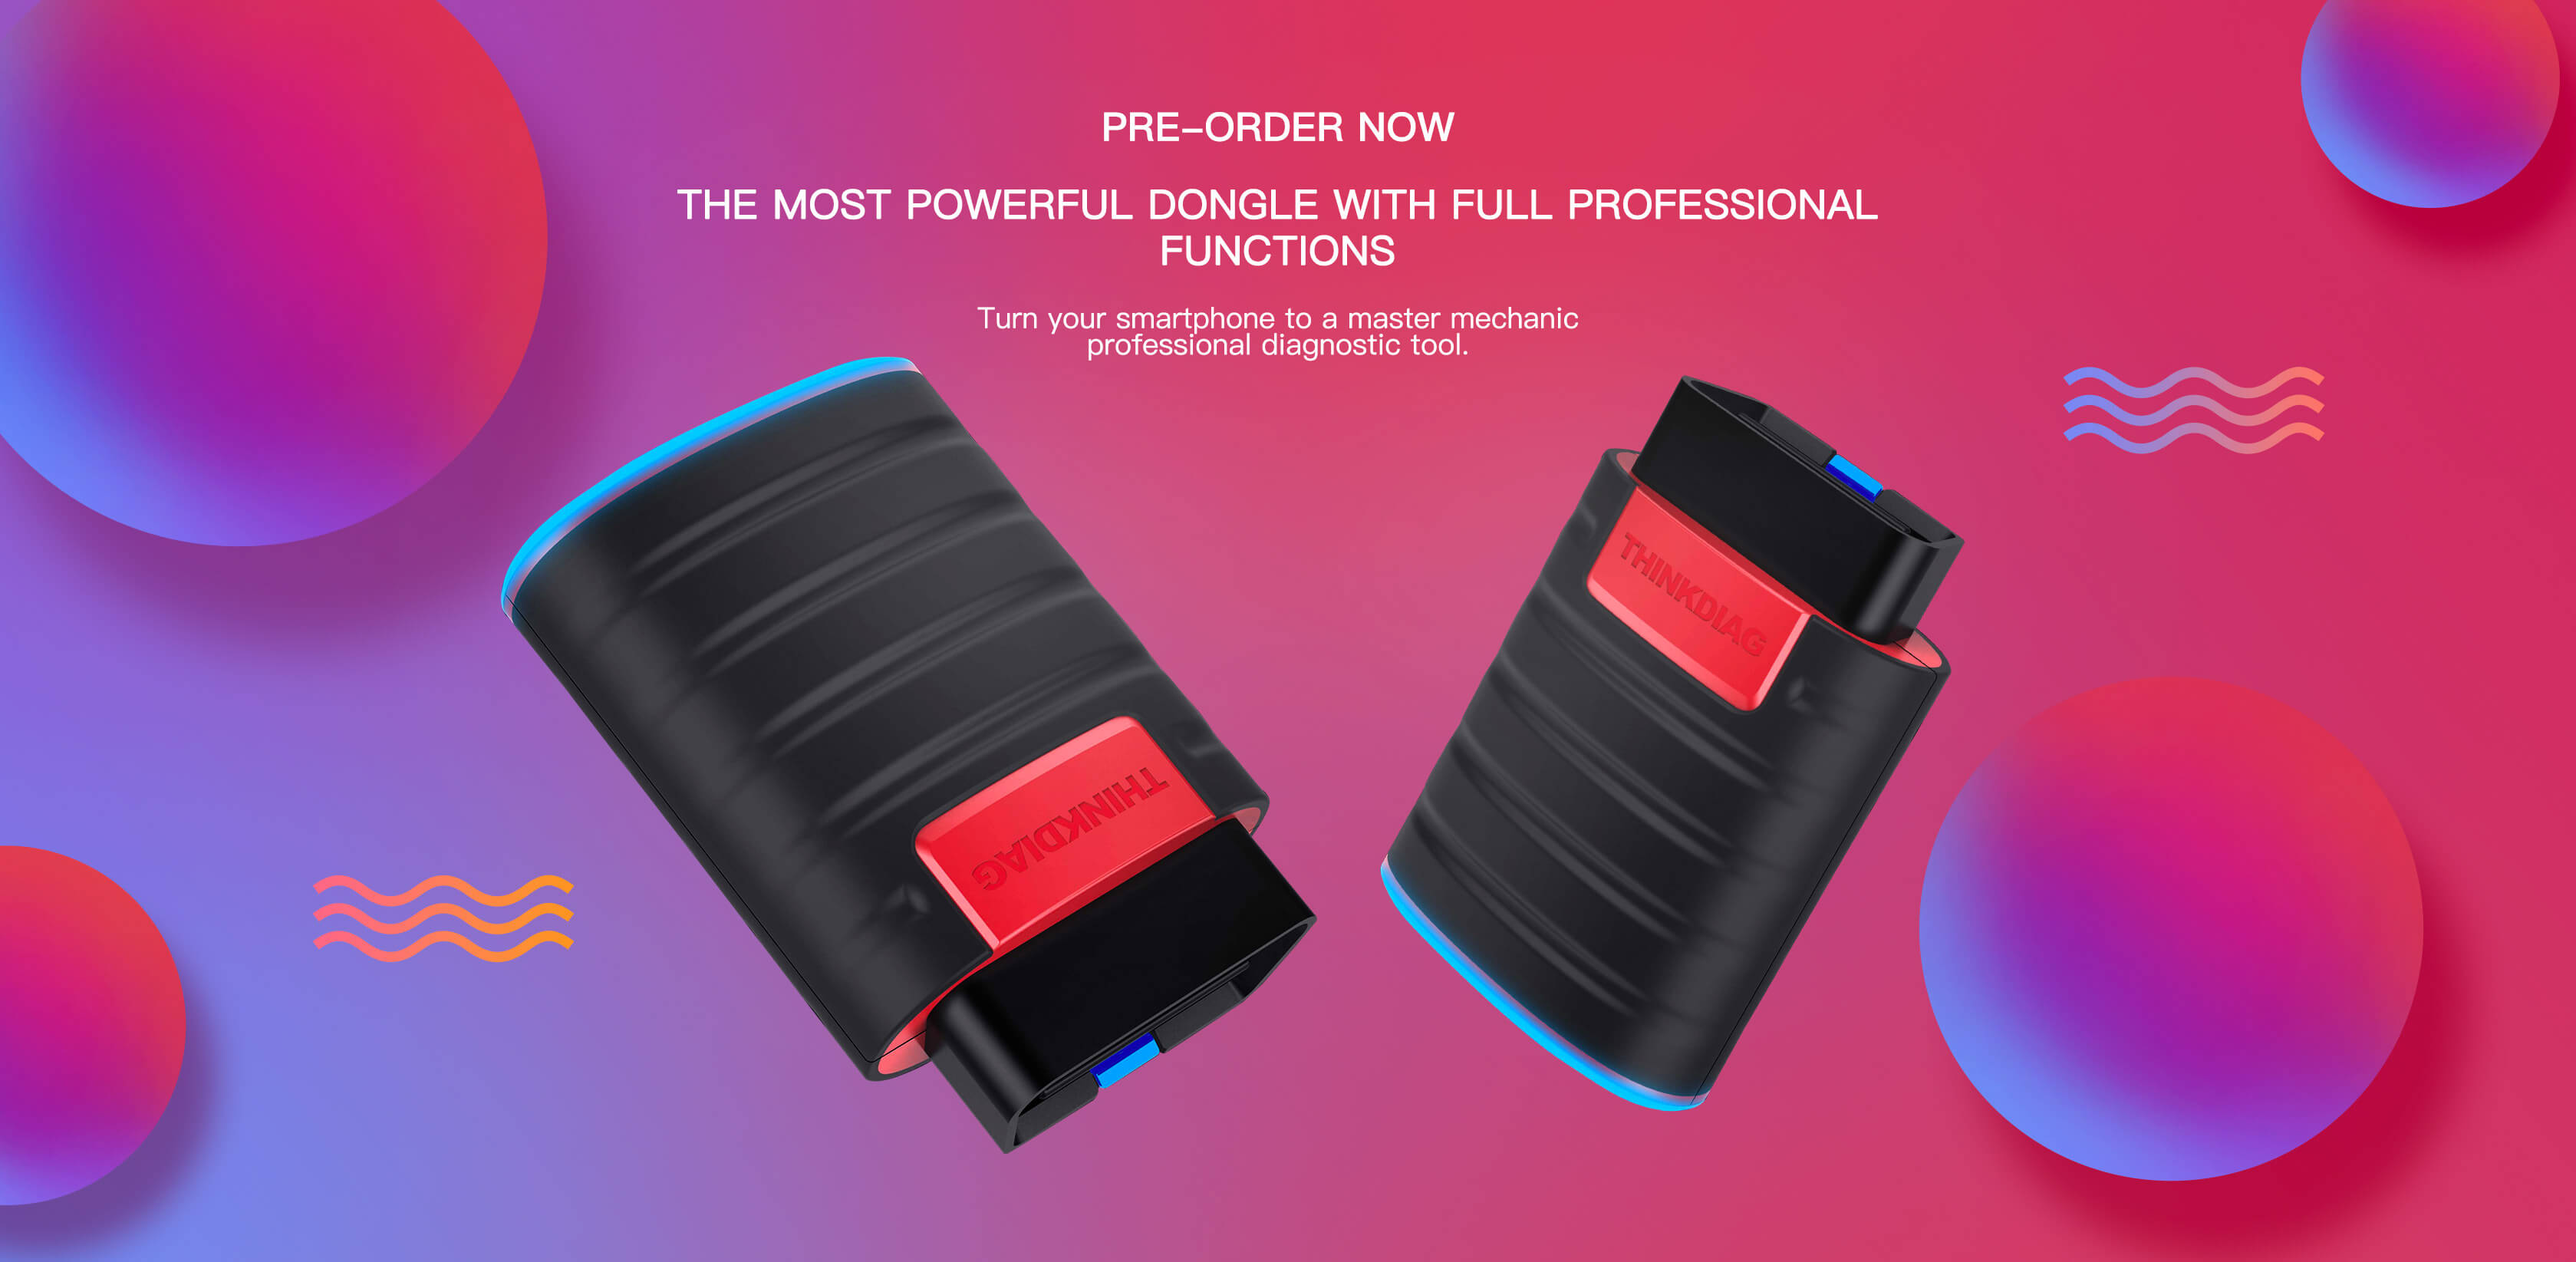 PRE–ORDER NOW
THE MOST POWERFUL DONGLE WITH FULL PROFESSIONAL
FUNCTIONS
Turn your smartphone to a master mechanic
professional diagnostic tool.
THINKDIAG
THINKDIAG